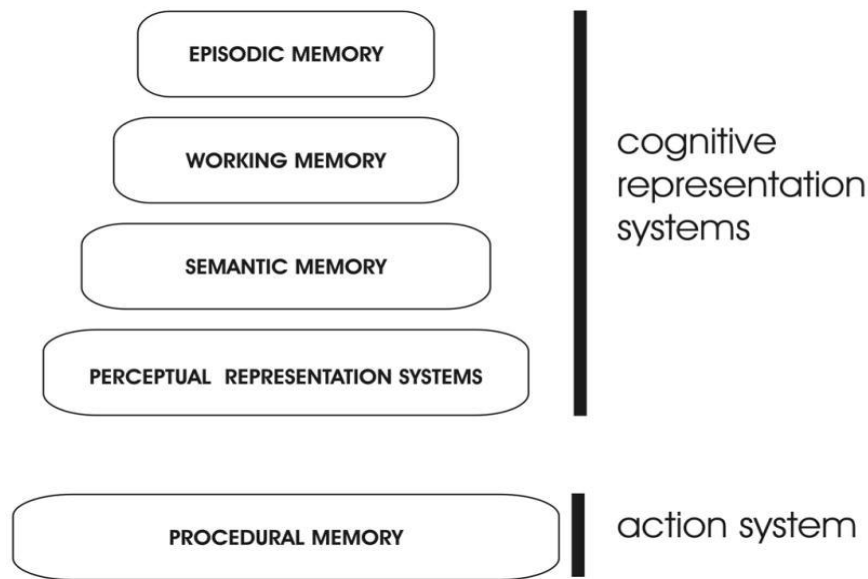 EPISODIC MEMORY
WORKING MEMORY
SEMANTIC MEMORY
PERCEPTUAL REPRESENTATION SYSTEMS
cognitive
representation
systems
PROCEDURAL MEMORY
action system